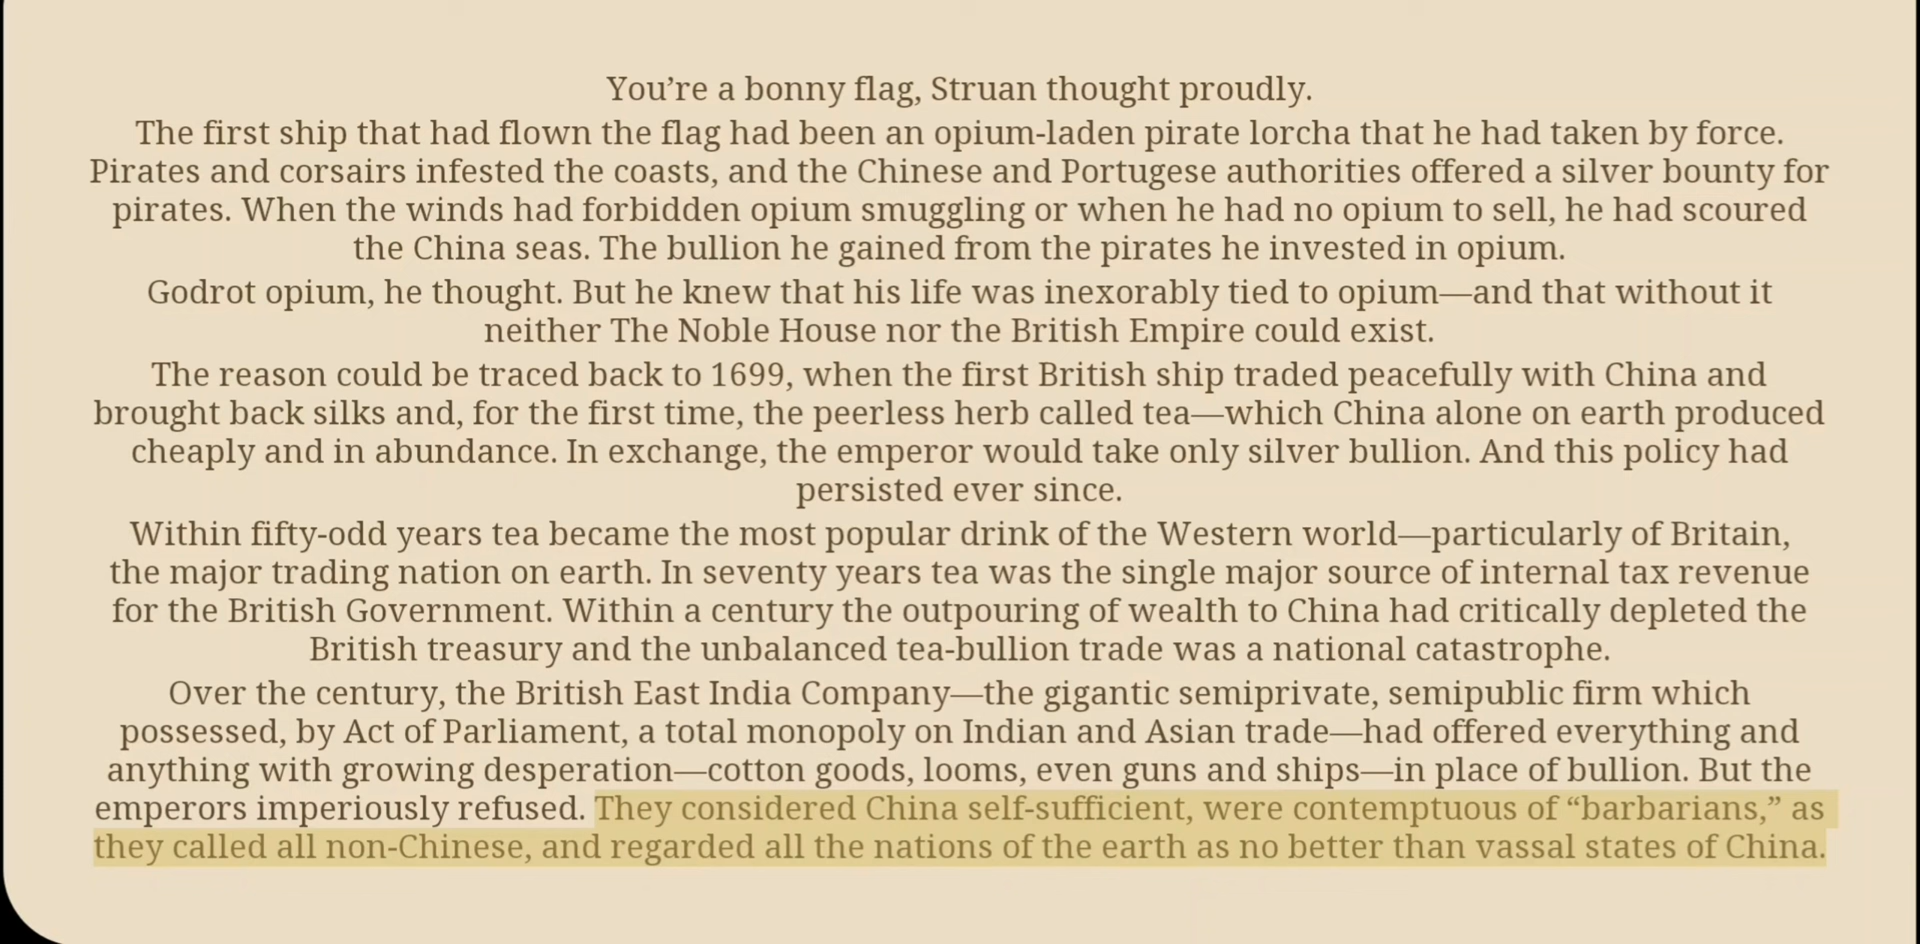 You’re a bonny flag, Struan thought proudly.
The first ship that had flown the flag had been an opium-laden pirate lorcha that he had taken by force.
Pirates and corsairs infested the coasts, and the Chinese and Portugese authorities offered a silver bounty for
pirates. When the winds had forbidden opium smuggling or when he had no opium to sell, he had scoured
the China seas. The bullion he gained from the pirates he invested in opium.
Godrot opium, he thought. But he knew that his life was inexorably tied to opium—and that without it
neither The Noble House nor the British Empire could exist.
The reason could be traced back to 1699, when the first British ship traded peacefully with China and
brought back silks and, for the first time, the peerless herb called tea—which China alone on earth produced
cheaply and in abundance. In exchange, the emperor would take only silver bullion. And this policy had
persisted ever since.
Within fifty-odd years tea became the most popular drink of the Western world—particularly of Britain,
the major trading nation on earth. In seventy years tea was the single major source of internal tax revenue
for the British Government. Within a century the outpouring of wealth to China had critically depleted the
British treasury and the unbalanced tea-bullion trade was a national catastrophe.
Over the century, the British East India Company—the gigantic semiprivate, semipublic firm which
possessed, by Act of Parliament, a total monopoly on Indian and Asian trade—had offered everything and
anything with growing desperation—cotton goods, looms, even guns and ships—in place of bullion. But the
emperors imperiously refused. They considered China self-sufficient, were contemptuous of “barbarians,” as
they called all non-Chinese, and regarded all the nations of the earth as no better than vassal states of China.